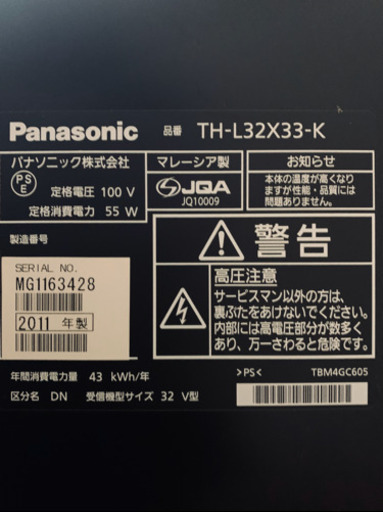 Panasonic 品番 TH-L32X33-K
パナソニック株式会社
PS
E
定格電圧 100 V
定格消費電力 55 W
マレーシア製
JQA
JQ10009
お知らせ
本体の温度が高くなり
ますが性能・品質には
問題ありません。
製造番号
SERIAL NO.
MG1163428
2011 年製
警告
高圧注意
サービスマン以外の方は、
裏ぶたをあけないでください。
内部には高電圧部分が数多く
あり、万一さわると危険です。
年間消費電力量 43 kWh/年
区分名 DN 受信機型サイズ 32 V型
>PS<
TBM4GC605